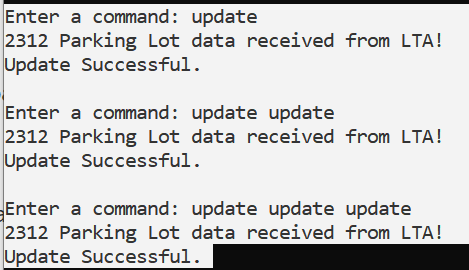 Enter a command: update
2312 Parking Lot data received from LTA!
Update Successful.
Enter a command: update update
2312 Parking Lot data received from LTA!
Update Successful.
Enter a command: update update update
2312 Parking Lot data received from LTA!
Update Successful.